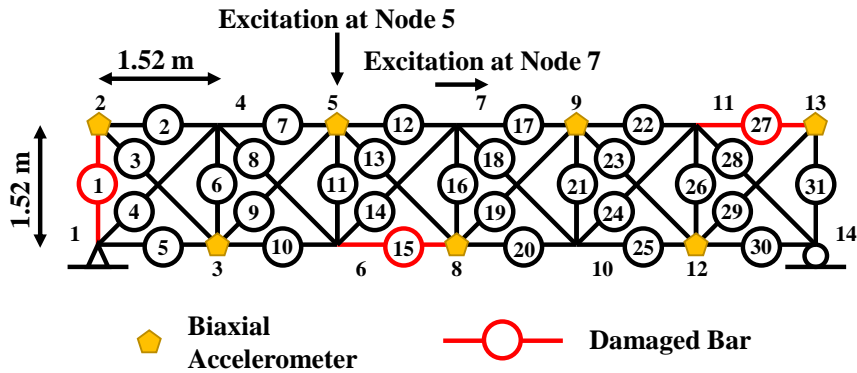 Excitation at Node 5
1.52 m
Excitation at Node 7
2 4 5 7 9 11 13
2 7 12 17 22 27
3 8 13 18 23 28
1.52 m
1 6 11 16 21 26 31
4 9 14 19 24 29
1 5 10 15 20 25 30 14
3 6 8 10 12
Biaxial
Accelerometer
Damaged Bar